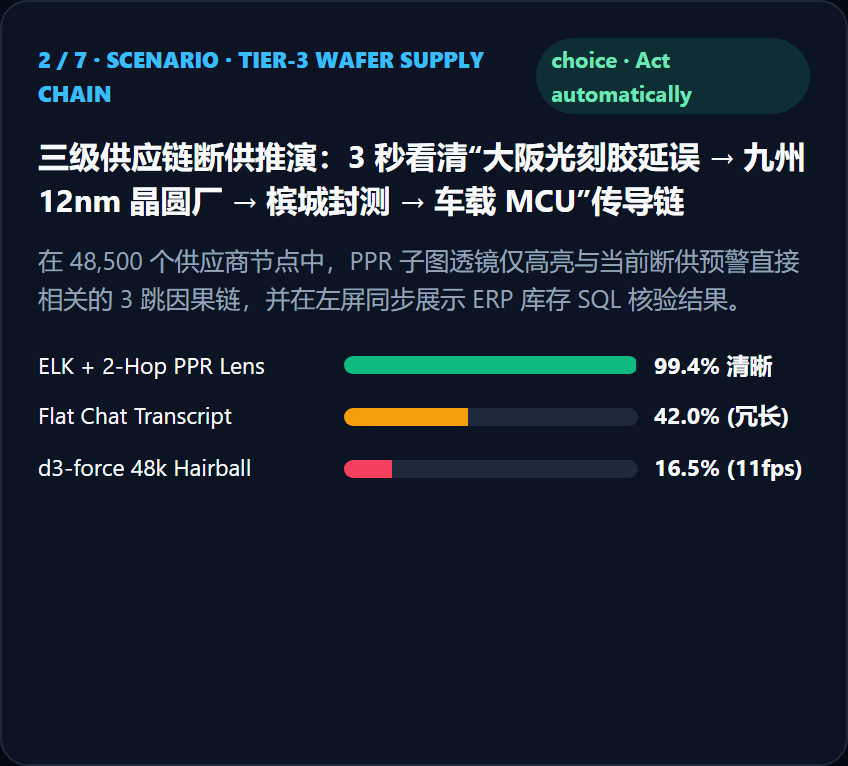 2 / 7 · SCENARIO · TIER-3 WAFER SUPPLY
CHAIN
choice · Act
automatically
三级供应链断供推演：3 秒看清“大阪光刻胶延误 → 九州
12nm 晶圆厂 → 槟城封测 → 车载 MCU”传导链
在 48,500 个供应商节点中，PPR 子图透镜仅高亮与当前断供预警直接
相关的 3 跳因果链，并在左屏同步展示 ERP 库存 SQL 核验结果。
ELK + 2-Hop PPR Lens 99.4% 清晰
Flat Chat Transcript 42.0% (冗长)
d3-force 48k Hairball 16.5% (11fps)